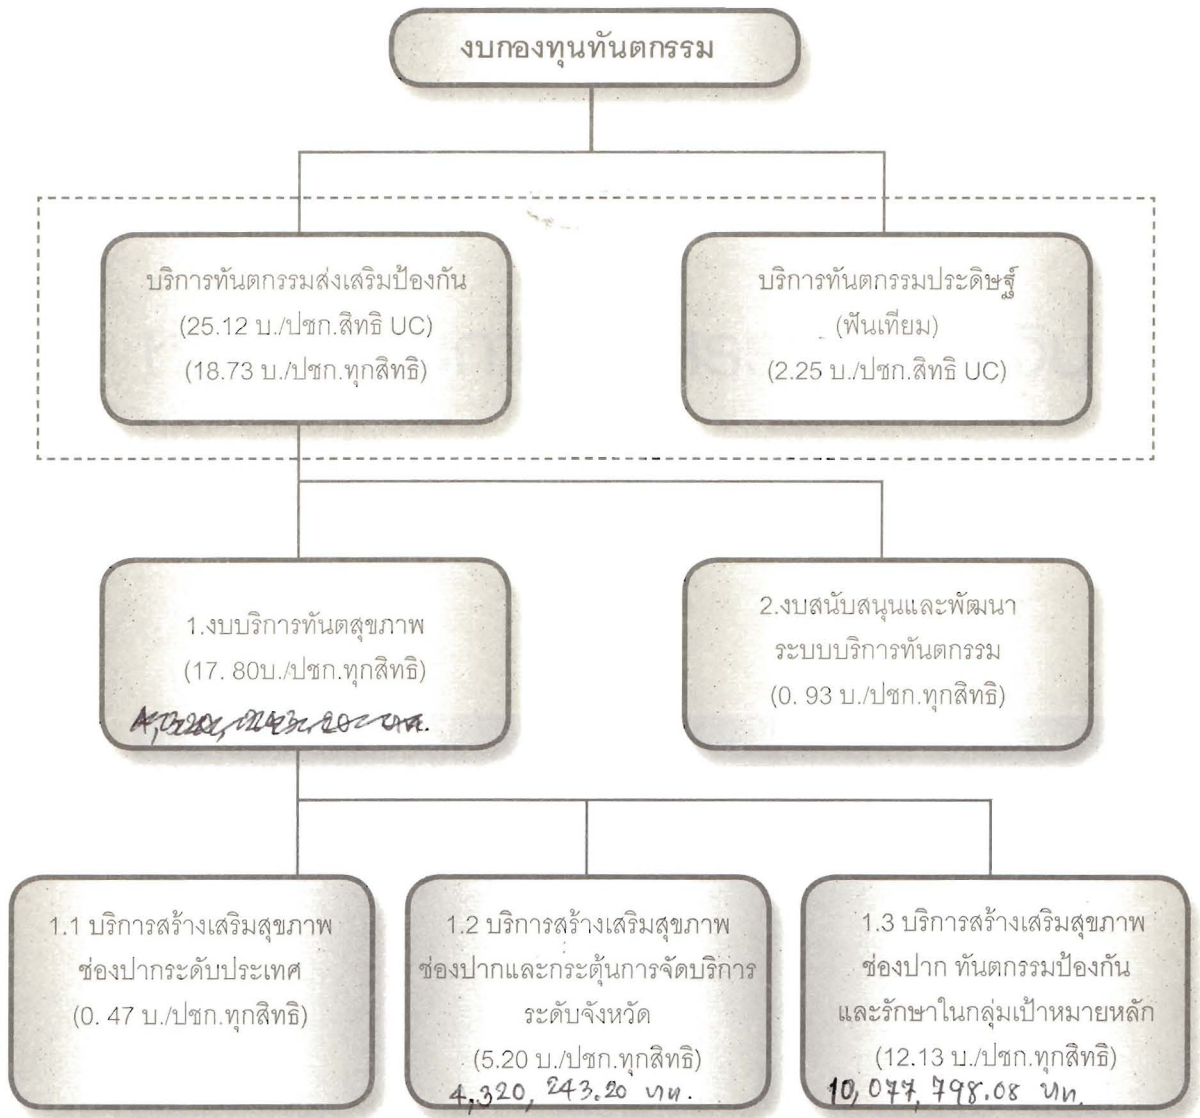 งบกองทุนทันตกรรม
บริการทันตกรรมส่งเสริมป้องกัน
(25.12 บ./ปชก.สิทธิ UC)
(18.73 บ./ปชก.ทุกสิทธิ)
บริการทันตกรรมประดิษฐ์
(ฟันเทียม)
(2.25 บ./ปชก.สิทธิ UC)
1.งบบริการทันตสุขภาพ
(17. 80บ./ปชก.ทุกสิทธิ)
2.งบสนับสนุนและพัฒนา
ระบบบริการทันตกรรม
(0. 93 บ./ปชก.ทุกสิทธิ)
1.1 บริการสร้างเสริมสุขภาพ
ช่องปากระดับประเทศ
(0. 47 บ./ปชก.ทุกสิทธิ)
1.2 บริการสร้างเสริมสุขภาพ
ช่องปากและกระตุ้นการจัดบริการ
ระดับจังหวัด
(5.20 บ./ปชก.ทุกสิทธิ)
4,320,243.20 บท.
1.3 บริการสร้างเสริมสุขภาพ
ช่องปาก ทันตกรรมป้องกัน
และรักษาในกลุ่มเป้าหมายหลัก
(12.13 บ./ปชก.ทุกสิทธิ)
10,077,798.08 บท.